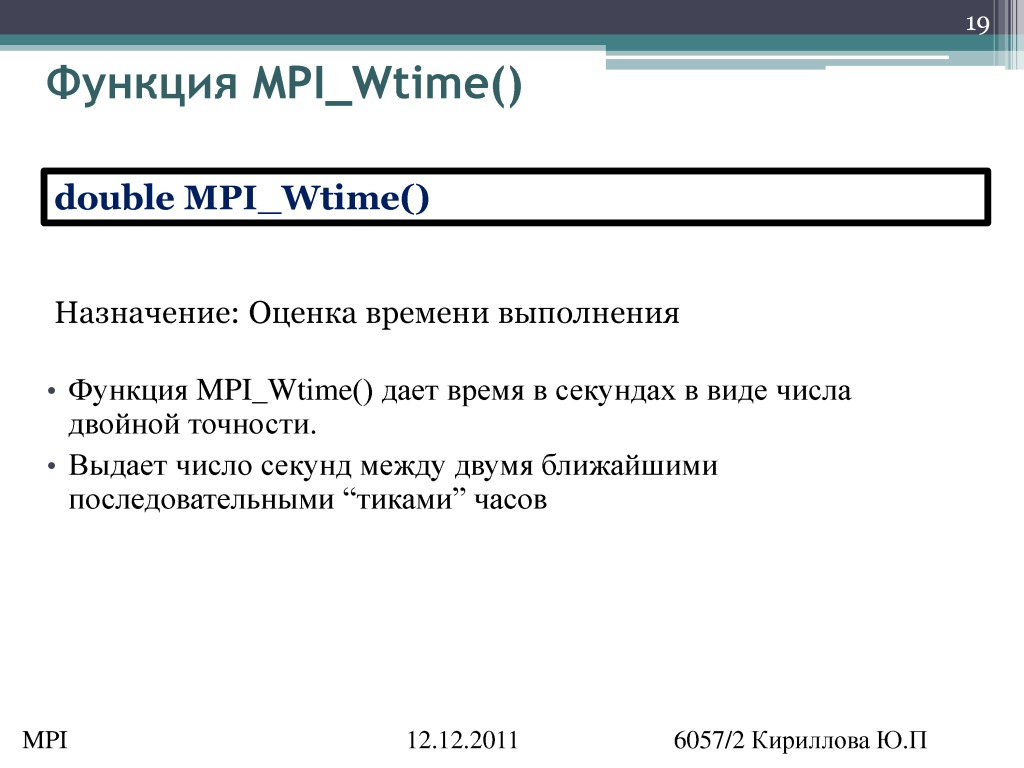 19
Функция MPI_Wtime()
double MPI_Wtime()
Назначение: Оценка времени выполнения
• Функция MPI_Wtime() дает время в секундах в виде числа
двойной точности.
• Выдает число секунд между двумя ближайшими
последовательными “тиками” часов
MPI 12.12.2011 6057/2 Кириллова Ю.П